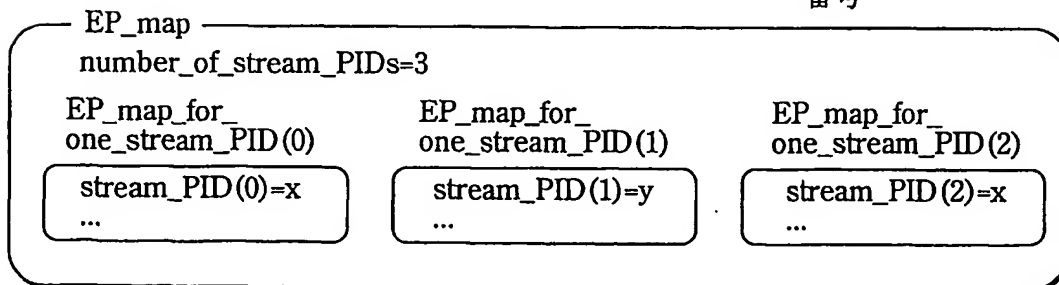 EP_map
number_of_stream_PIDs=3
EP_map_for_
one_stream_PID(0)
EP_map_for_
one_stream_PID(1)
EP_map_for_
one_stream_PID(2)
stream_PID(0)=x
...
stream_PID(1)=y
...
stream_PID(2)=x
...